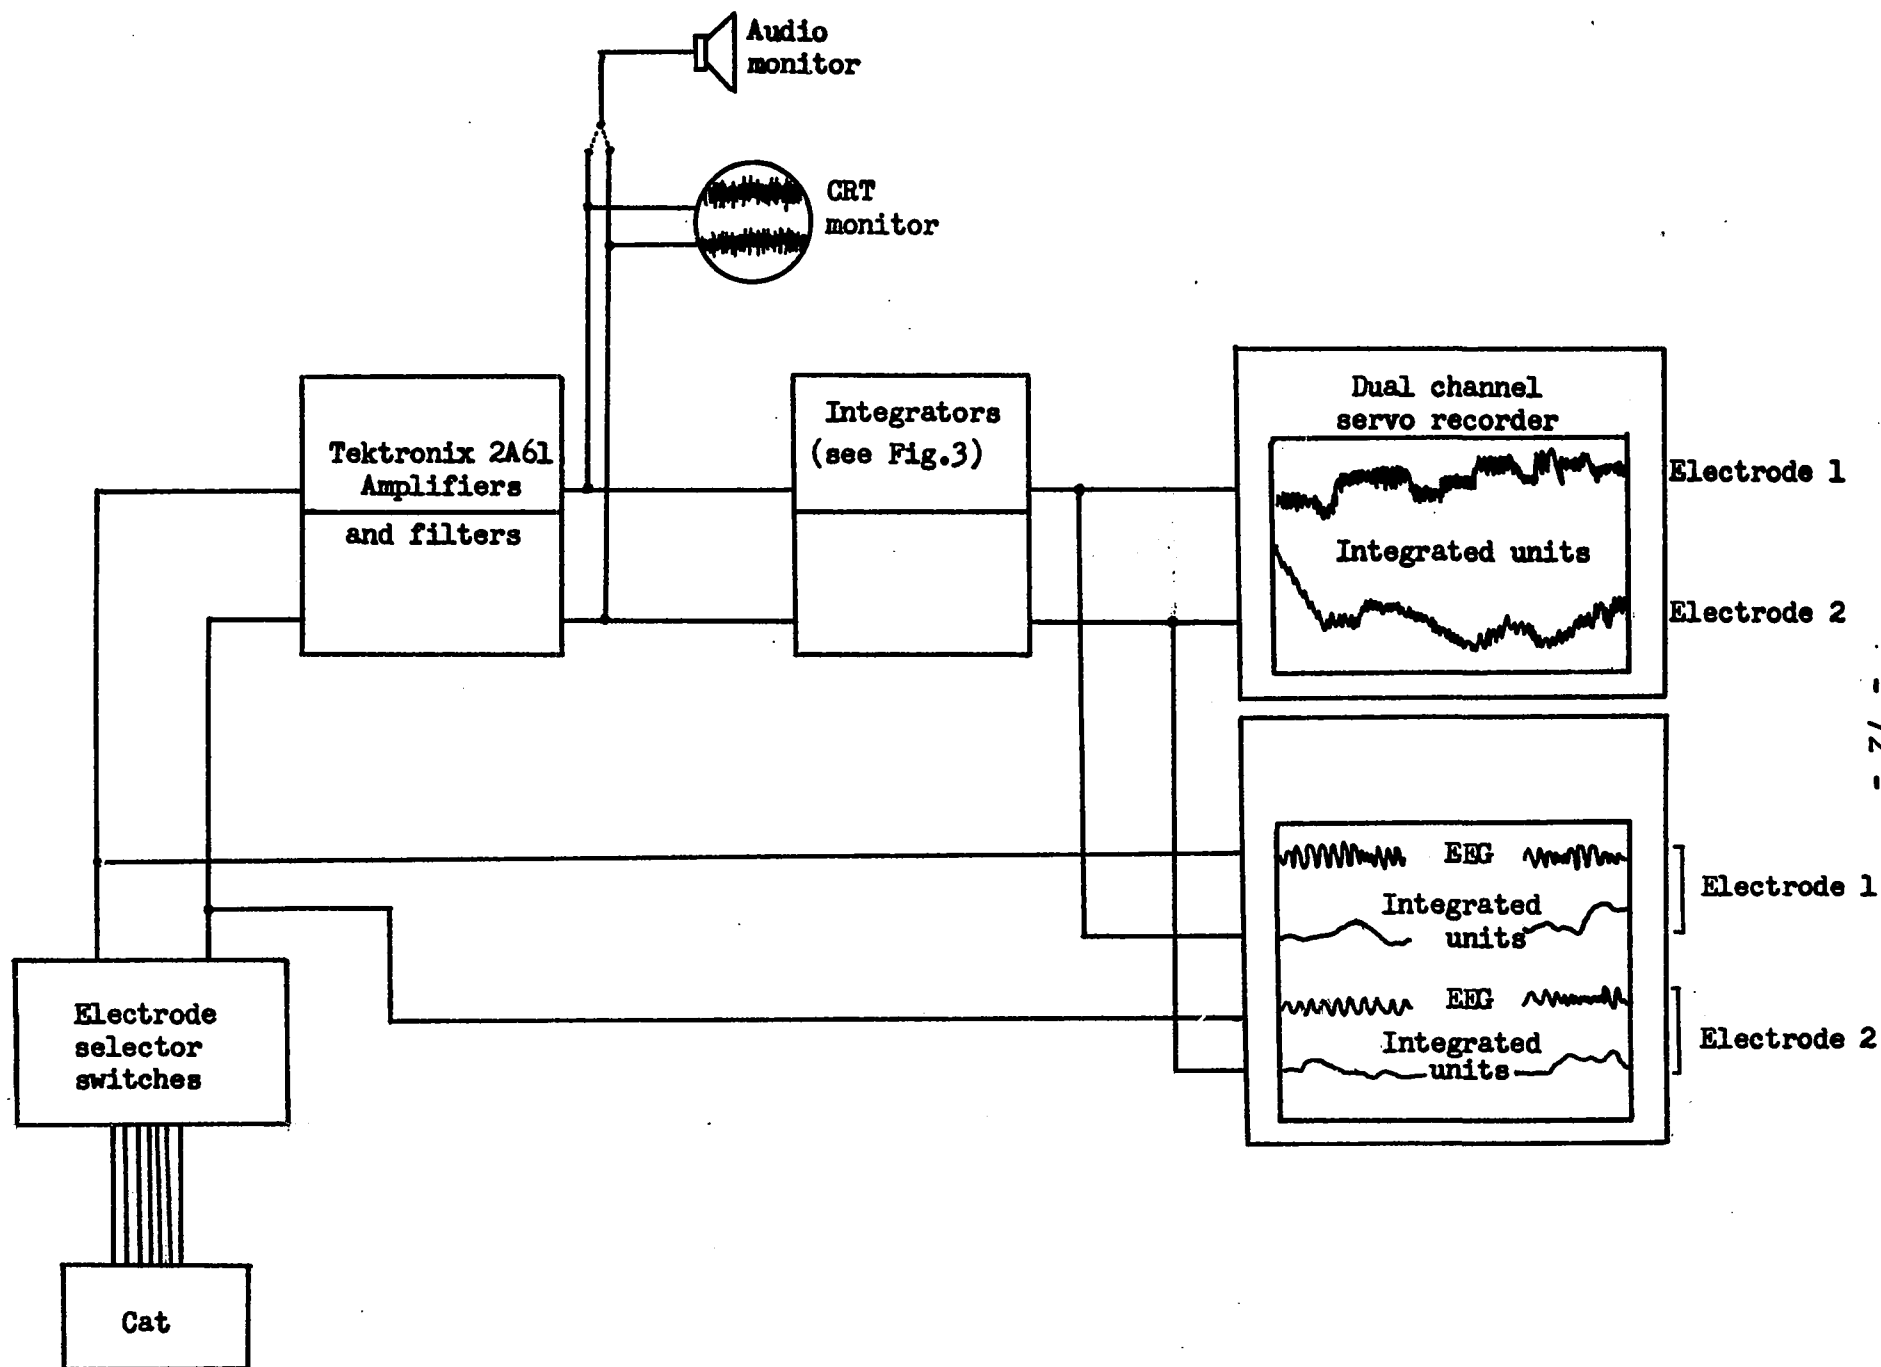 Audio
monitor
CRT
monitor
Tektronix 2A61
Amplifiers
and filters
Integrators
(see Fig.3)
Dual channel
servo recorder
Integrated units
Electrode 1
Electrode 2
EEG
Integrated
units
EEG
Integrated
units
Electrode 1
Electrode 2
Electrode
selector
switches
Cat